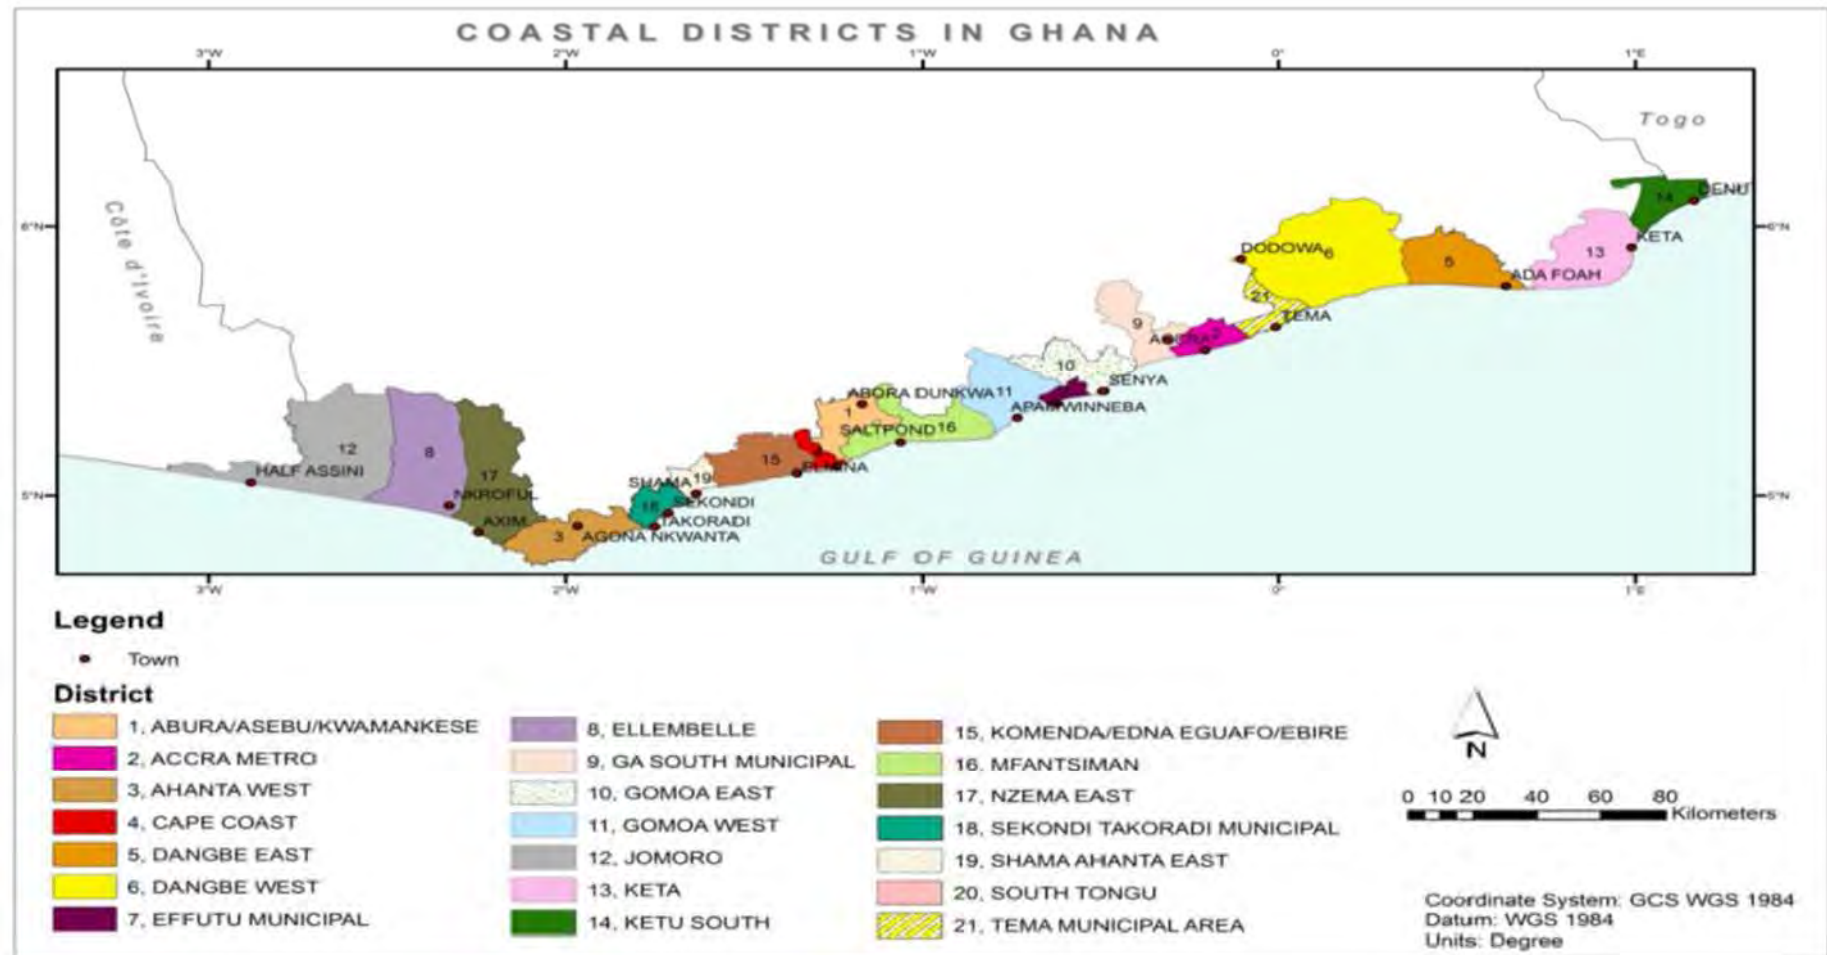 COASTAL DISTRICTS IN GHANA
3°W 2°W 1°W 0° 1°E
Togo
Côte d'Ivoire
6°N 6°N
DENU
14
KETA
13
DODOWA 6
5
ADA FOAH
21
TEMA
9
2
10
SENYA
ABORA DUNKWA 11
1
APAM WINNEBA
SALTPOND 16
12
8
HALF ASSINI
17
15
ELMINA
SHAMA 19
5°N 5°N
NKROFUL
18
SEKONDI
AXIM
TAKORADI
3 AGONA NKWANTA
GULF OF GUINEA
3°W 2°W 1°W 0° 1°E
Legend
Town
District
1, ABURA/ASEBU/KWAMANKESE
2, ACCRA METRO
3, AHANTA WEST
4, CAPE COAST
5, DANGBE EAST
6, DANGBE WEST
7, EFFUTU MUNICIPAL
8, ELLEMBELLE
9, GA SOUTH MUNICIPAL
10, GOMOA EAST
11, GOMOA WEST
12, JOMORO
13, KETA
14, KETU SOUTH
15, KOMENDA/EDNA EGUAFO/EBIRE
16, MFANTSIMAN
17, NZEMA EAST
18, SEKONDI TAKORADI MUNICIPAL
19, SHAMA AHANTA EAST
20, SOUTH TONGU
21, TEMA MUNICIPAL AREA
N
0 10 20 40 60 80
Kilometers
Coordinate System: GCS WGS 1984
Datum: WGS 1984
Units: Degree